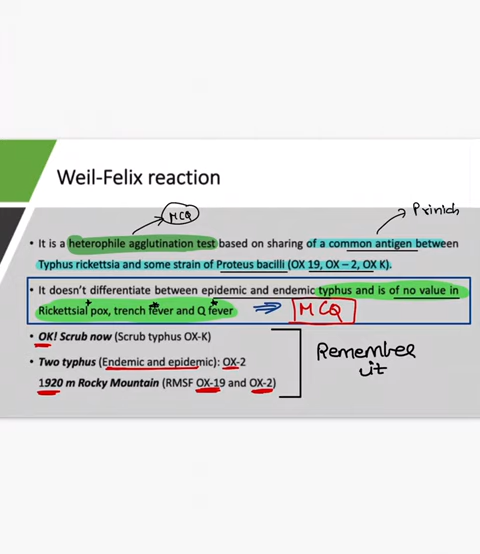 Weil-Felix reaction
MCQ
Prinich
• It is a heterophile agglutination test based on sharing of a common antigen between
Typhus rickettsia and some strain of Proteus bacilli (OX 19, OX – 2, OX K).
• It doesn't differentiate between epidemic and endemic typhus and is of no value in
Rickettsial pox, trench fever and Q fever
MCQ
• OK! Scrub now (Scrub typhus OX-K)
• Two typhus (Endemic and epidemic): OX-2
1920 m Rocky Mountain (RMSF OX-19 and OX-2)
Remember
it